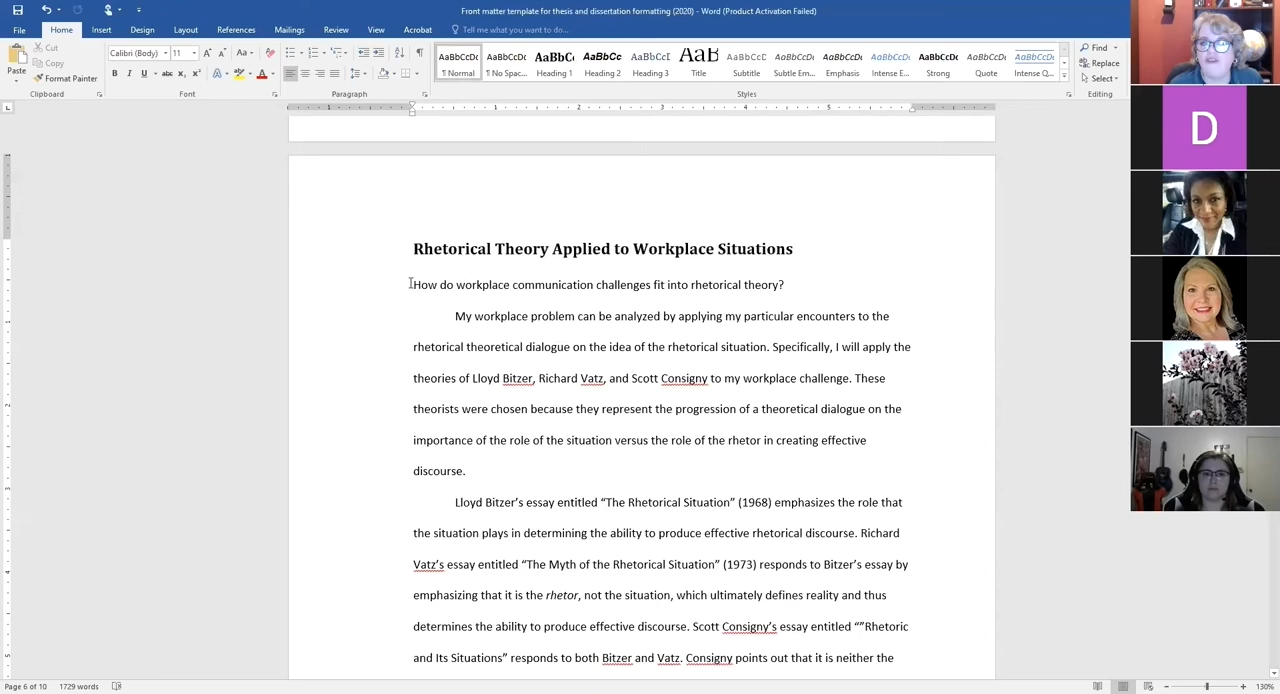 Front matter template for thesis and dissertation formatting (2020) - Word (Product Activation Failed)
File Home Insert Design Layout References Mailings Review View Acrobat Tell me what you want to do...
Paste
Cut
Copy
Format Painter
Clipboard
Calibri (Body) 11
Font
Paragraph
AaBbCcDc AaBbCcDc AaBbC AaBbCc AaBbCcD AaB AaBbCcD AaBbCcDc AaBbCcDc AaBbCcDc AaBbCcDc AaBbCcDc AaBbCcDc
¶ Normal ¶ No Spac... Heading 1 Heading 2 Heading 3 Title Subtitle Subtle Em... Emphasis Intense E... Strong Quote Intense Q...
Styles
Find
Replace
Select
Editing
Rhetorical Theory Applied to Workplace Situations
How do workplace communication challenges fit into rhetorical theory?
My workplace problem can be analyzed by applying my particular encounters to the
rhetorical theoretical dialogue on the idea of the rhetorical situation. Specifically, I will apply the
theories of Lloyd Bitzer, Richard Vatz, and Scott Consigny to my workplace challenge. These
theorists were chosen because they represent the progression of a theoretical dialogue on the
importance of the role of the situation versus the role of the rhetor in creating effective
discourse.
Lloyd Bitzer’s essay entitled “The Rhetorical Situation” (1968) emphasizes the role that
the situation plays in determining the ability to produce effective rhetorical discourse. Richard
Vatz’s essay entitled “The Myth of the Rhetorical Situation” (1973) responds to Bitzer’s essay by
emphasizing that it is the rhetor, not the situation, which ultimately defines reality and thus
determines the ability to produce effective discourse. Scott Consigny’s essay entitled “”Rhetoric
and Its Situations” responds to both Bitzer and Vatz. Consigny points out that it is neither the
D
Page 6 of 10 1729 words
130%